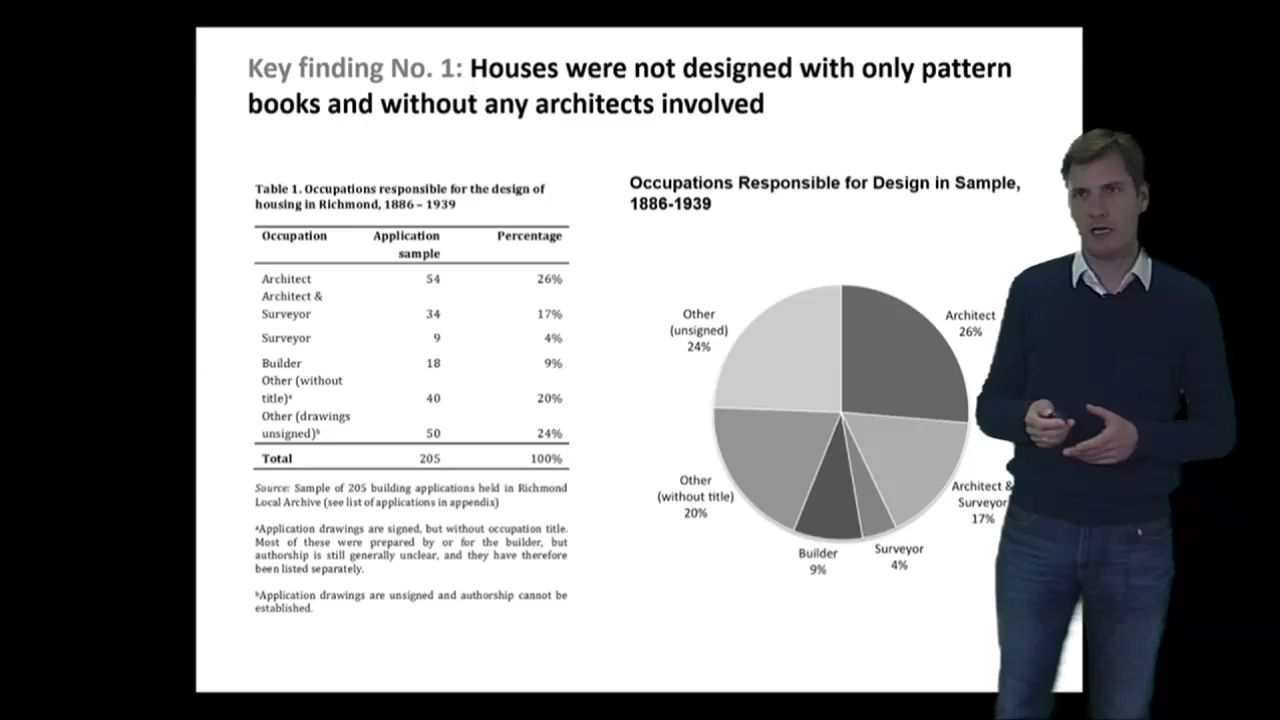 Key finding No. 1: Houses were not designed with only pattern
books and without any architects involved
Table 1. Occupations responsible for the design of
housing in Richmond, 1886 – 1939
Occupation Application Percentage
sample
Architect 54 26%
Architect &
Surveyor 34 17%
Surveyor 9 4%
Builder 18 9%
Other (without
title)ᵃ 40 20%
Other (drawings
unsigned)ᵇ 50 24%
Total 205 100%
Source: Sample of 205 building applications held in Richmond
Local Archive (see list of applications in appendix)
ᵃApplication drawings are signed, but without occupation title.
Most of these were prepared by or for the builder, but
authorship is still generally unclear, and they have therefore
been listed separately.
ᵇApplication drawings are unsigned and authorship cannot be
established.
Occupations Responsible for Design in Sample,
1886-1939
Other
(unsigned)
24%
Architect
26%
Other
(without title)
20%
Architect &
Surveyor
17%
Builder
9%
Surveyor
4%